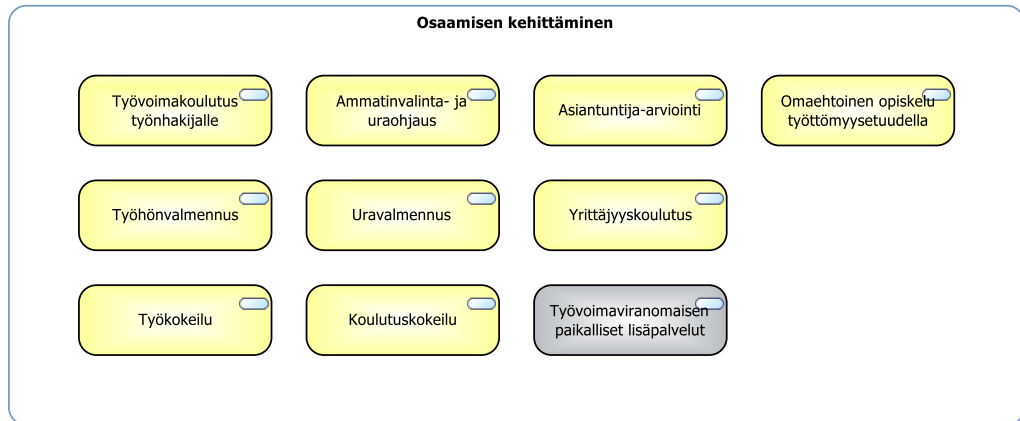 Osaamisen kehittäminen
Työvoimakoulutus
työnhakijalle
Ammatinvalinta- ja
uraohjaus
Asiantuntija-arviointi
Omaehtoinen opiskelu
työttömyysetuudella
Työhönvalmennus
Uravalmennus
Yrittäjyyskoulutus
Työkokeilu
Koulutuskokeilu
Työvoimaviranomaisen
paikalliset lisäpalvelut